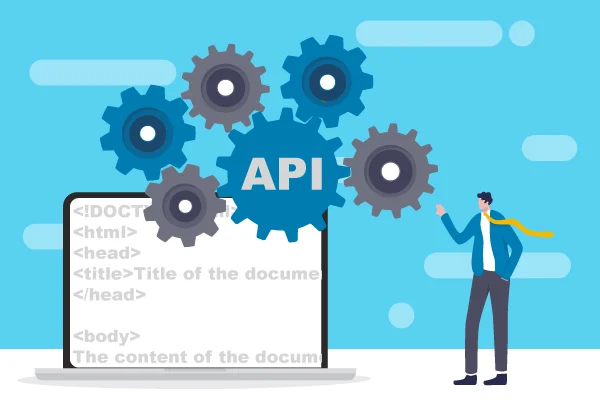 API
<!DOCT
<html>
<head>
<title>Title of the docume
</head>
<body>
The content of the docume